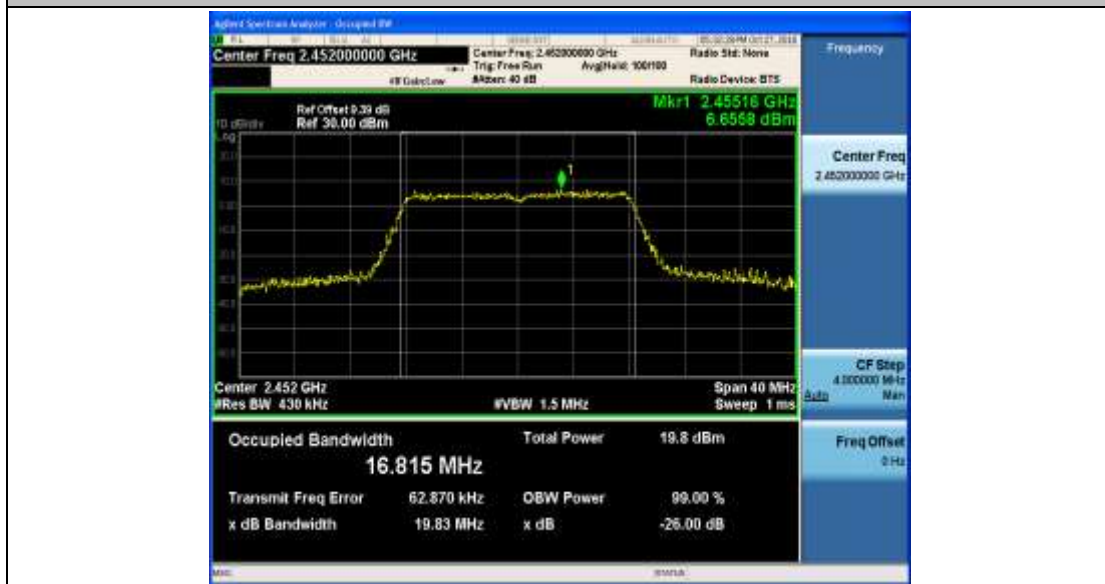 Agilent Spectrum Analyzer - Occupied BW
Center Freq 2.452000000 GHz
Center Freq: 2.452000000 GHz
Radio Std: None
Trig: Free Run
Avg|Hold: 100/100
#IFGain:Low
#Atten: 40 dB
Radio Device: BTS
Frequency
Ref Offset 9.39 dB
Mkr1 2.45516 GHz
10 dB/div
Ref 30.00 dBm
6.6558 dBm
Log
1
Center Freq
2.452000000 GHz
Center 2.452 GHz
Span 40 MHz
#Res BW 430 kHz
#VBW 1.5 MHz
Sweep 1 ms
CF Step
4.000000 MHz
Auto
Man
Occupied Bandwidth
Total Power
19.8 dBm
16.815 MHz
Freq Offset
0 Hz
Transmit Freq Error
62.870 kHz
OBW Power
99.00 %
x dB Bandwidth
19.83 MHz
x dB
-26.00 dB
MSG
STATUS